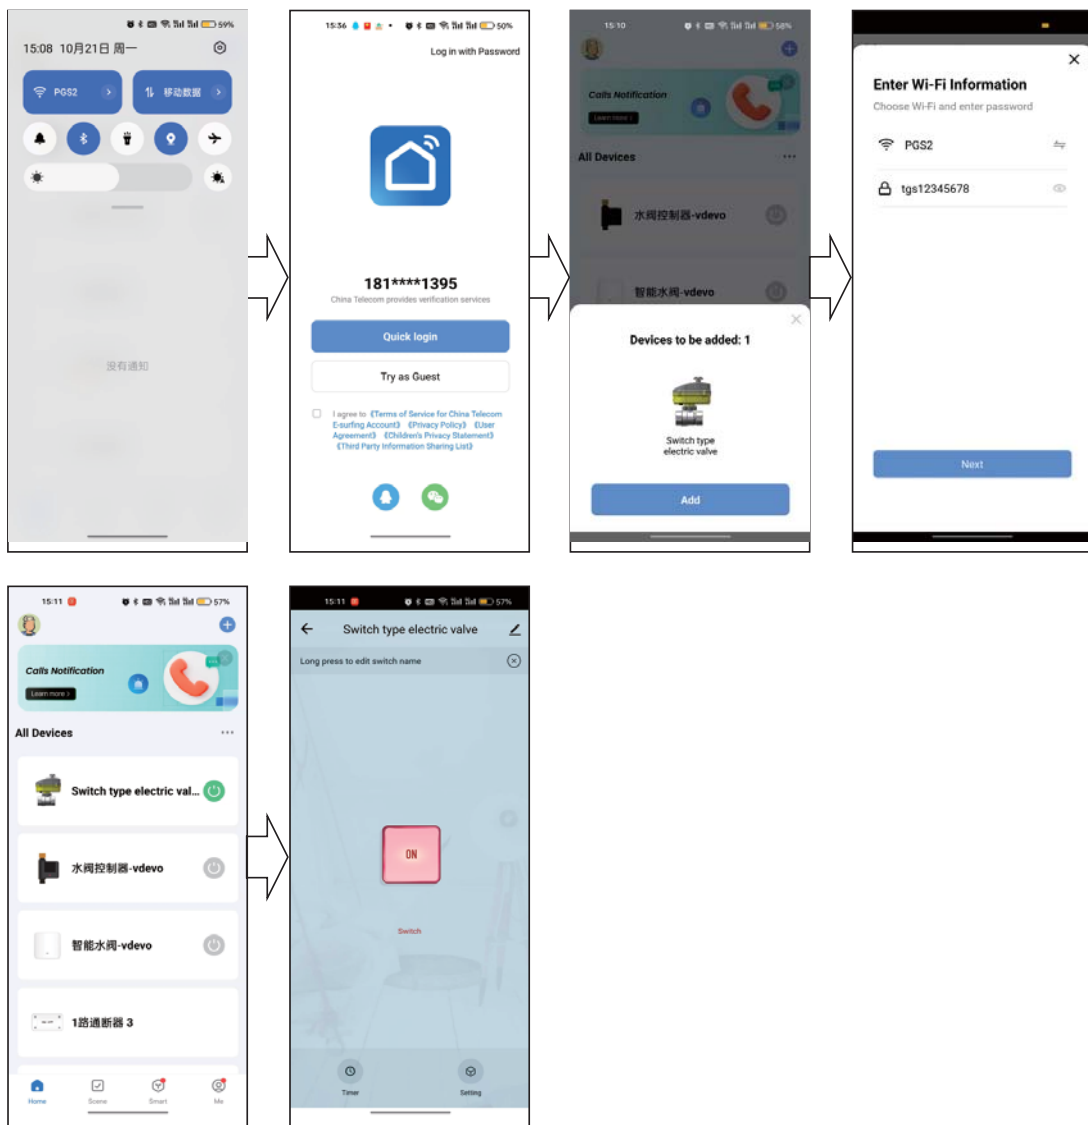 59%
15:08 10月21日 周一
PGS2
移动数据
没有通知
15:36
50%
Log in with Password
181****1395
China Telecom provides verification services
Quick login
Try as Guest
I agree to 《Terms of Service for China Telecom
E-surfing Account》 《Privacy Policy》 《User
Agreement》 《Children's Privacy Statement》
《Third Party Information Sharing List》
15:10
58%
Calls Notification
Learn more >
All Devices
水阀控制器-vdevo
智能水阀-vdevo
Devices to be added: 1
Switch type
electric valve
Add
Enter Wi-Fi Information
Choose Wi-Fi and enter password
PGS2
tgs12345678
Next
15:11
57%
Calls Notification
Learn more >
All Devices
Switch type electric val...
水阀控制器-vdevo
智能水阀-vdevo
1路通断器 3
Home
Scene
Smart
Me
15:11
57%
Switch type electric valve
Long press to edit switch name
ON
Switch
Timer
Setting